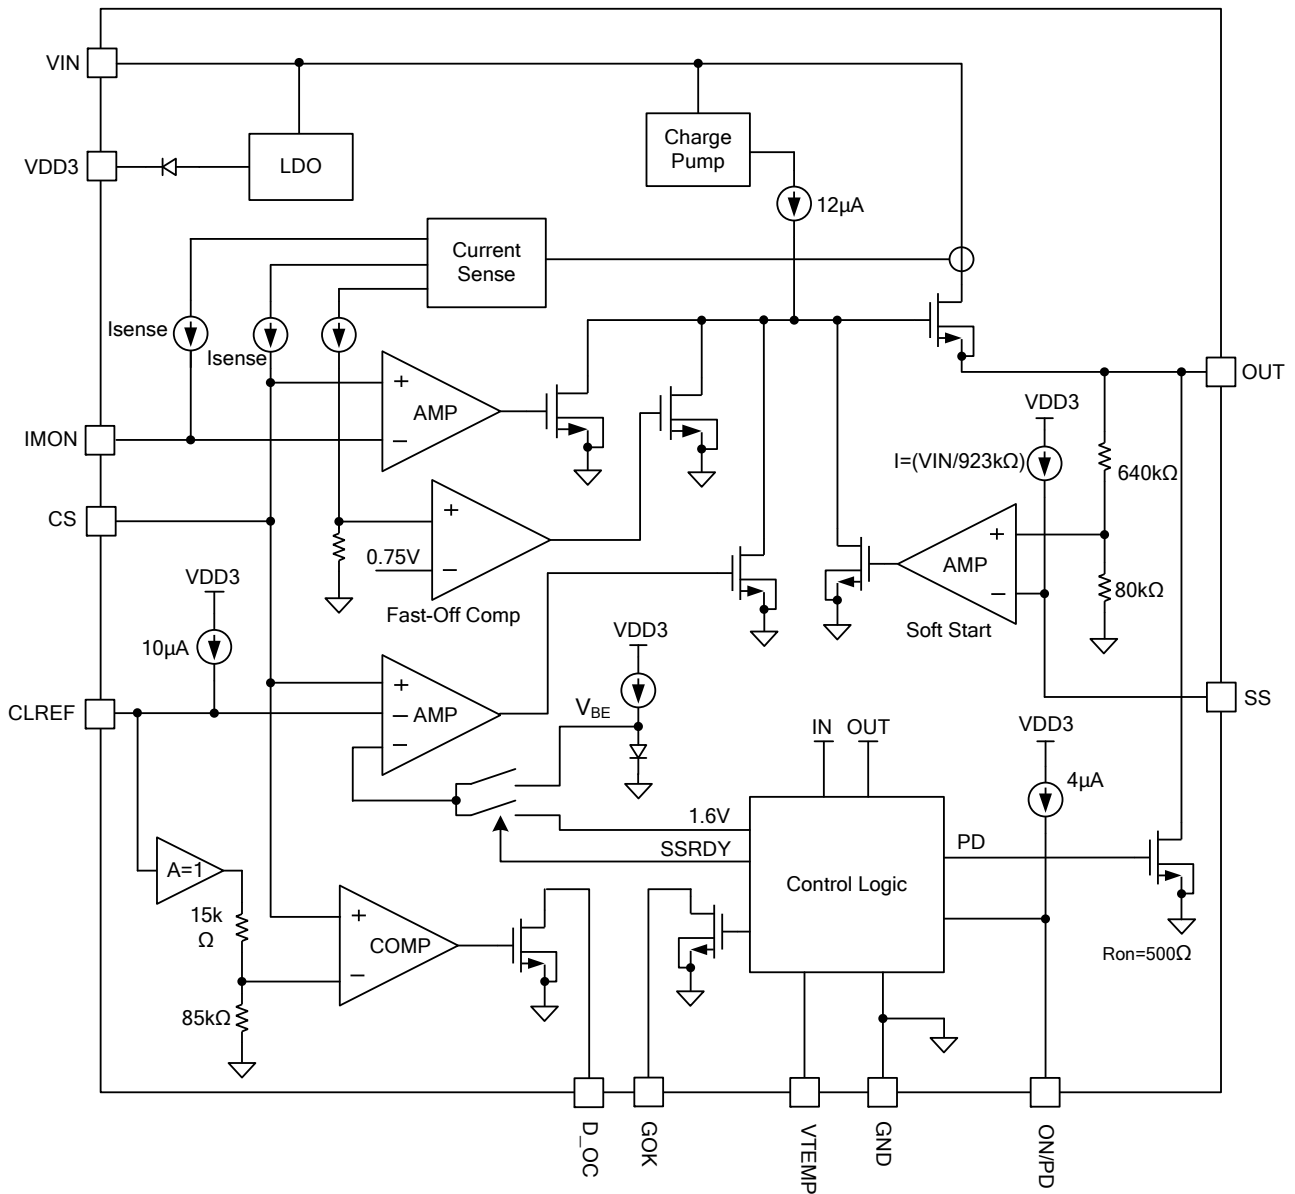 VIN
VDD3
LDO
Charge
Pump
12µA
Current
Sense
Isense
Isense
+
AMP
−
IMON
CS
OUT
VDD3
I=(VIN/923kΩ)
640kΩ
+
AMP
−
80kΩ
Soft Start
+
0.75V
−
Fast-Off Comp
VDD3
10µA
VDD3
CLREF
+
− AMP
−
VBE
SS
IN OUT
VDD3
4µA
1.6V
SSRDY
PD
Control Logic
A=1
15k
Ω
+
COMP
−
85kΩ
Ron=500Ω
D_OC
GOK
VTEMP
GND
ON/PD